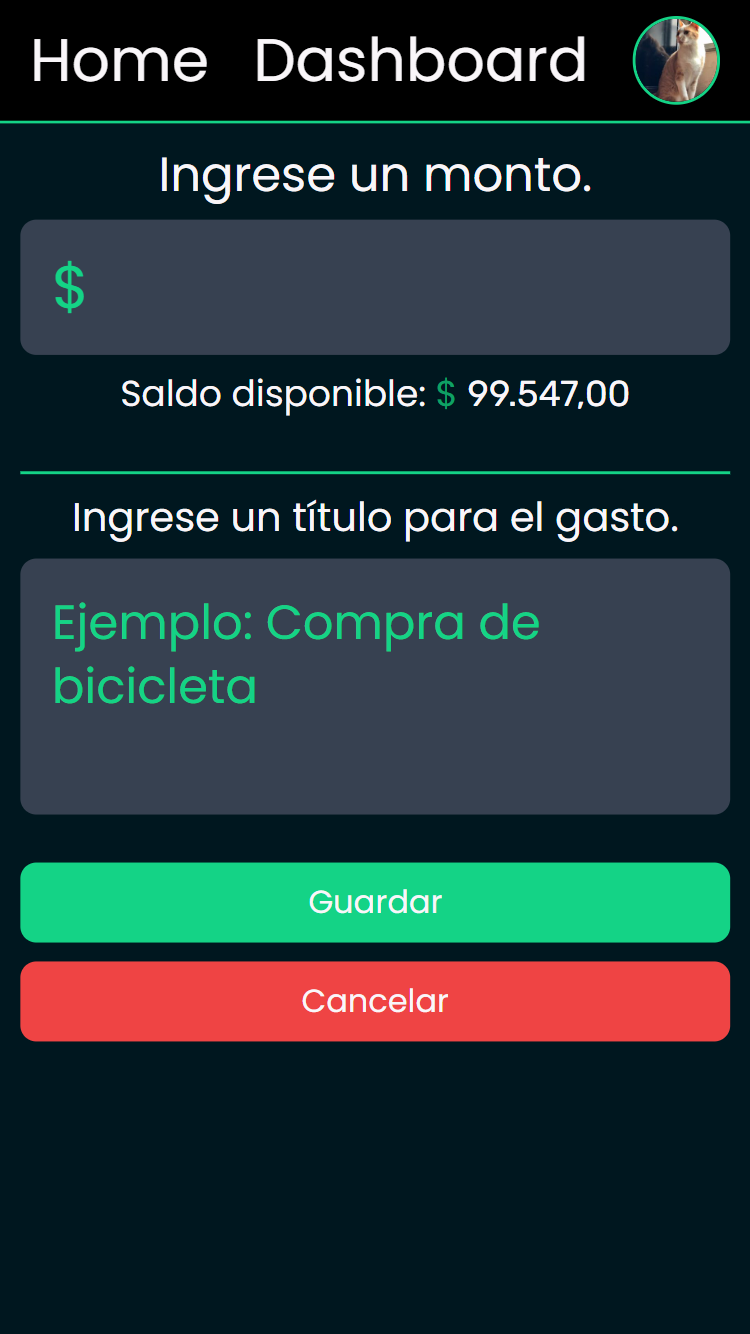 Home Dashboard
Ingrese un monto.
$
Saldo disponible: $ 99.547,00
Ingrese un título para el gasto.
Ejemplo: Compra de
bicicleta
Guardar
Cancelar